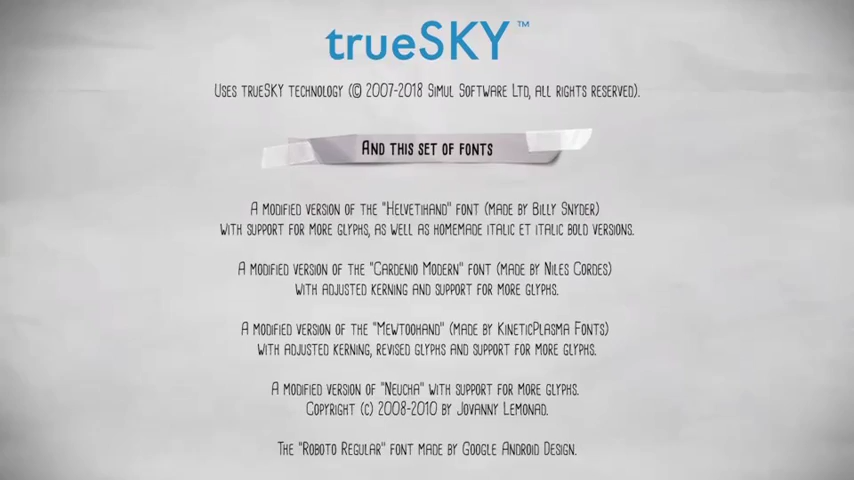 trueSKY™
Uses trueSKY technology (© 2007-2018 Simul Software Ltd, all rights reserved).
And this set of fonts
A modified version of the "Helvetihand" font (made by Billy Snyder)
with support for more glyphs, as well as homemade italic et italic bold versions.
A modified version of the "Cardenio Modern" font (made by Niles Cordes)
with adjusted kerning and support for more glyphs.
A modified version of the "Mewtoohand" (made by KineticPlasma Fonts)
with adjusted kerning, revised glyphs and support for more glyphs.
A modified version of "Neucha" with support for more glyphs.
Copyright (c) 2008-2010 by Jovanny Lemonad.
The "Roboto Regular" font made by Google Android Design.